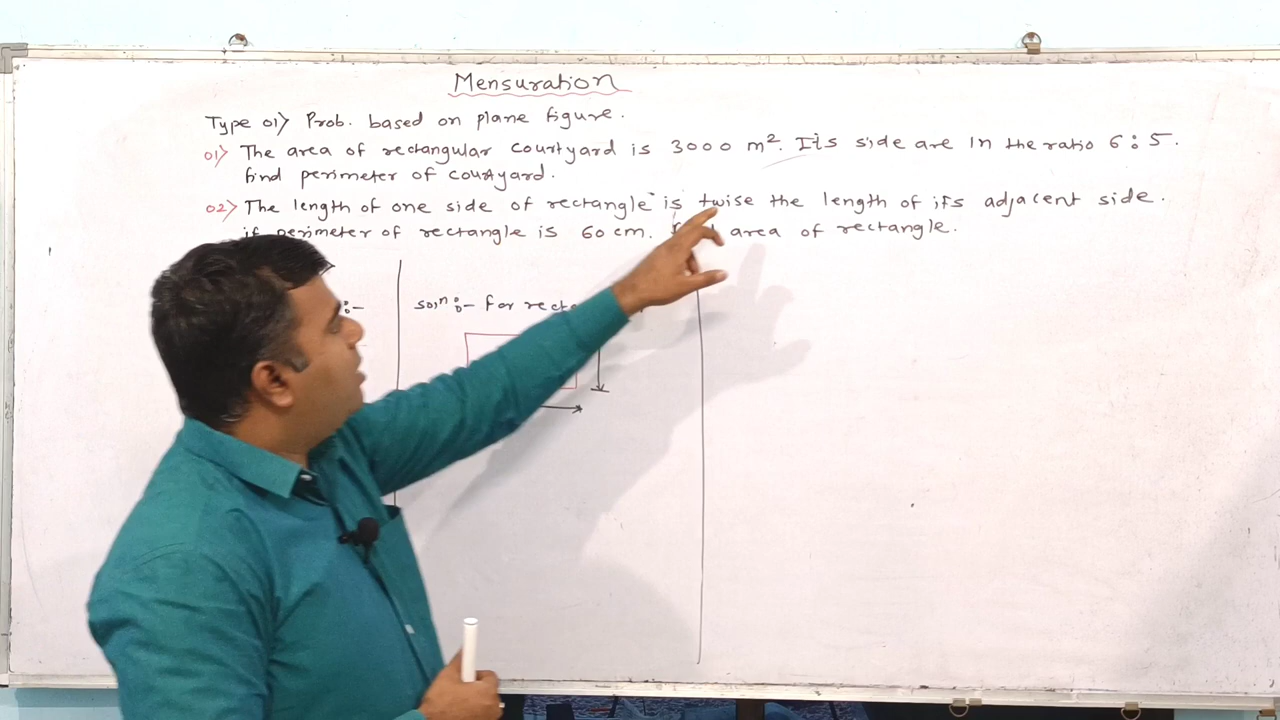 Mensuration
Type 01> Prob. based on plane figure.
01> The area of rectangular courtyard is 3000 m². Its side are in the ratio 6:5.
find perimeter of courtyard.
02> The length of one side of rectangle is twise the length of its adjacent side.
if perimeter of rectangle is 60 cm. area of rectangle.
:-
soln:- for